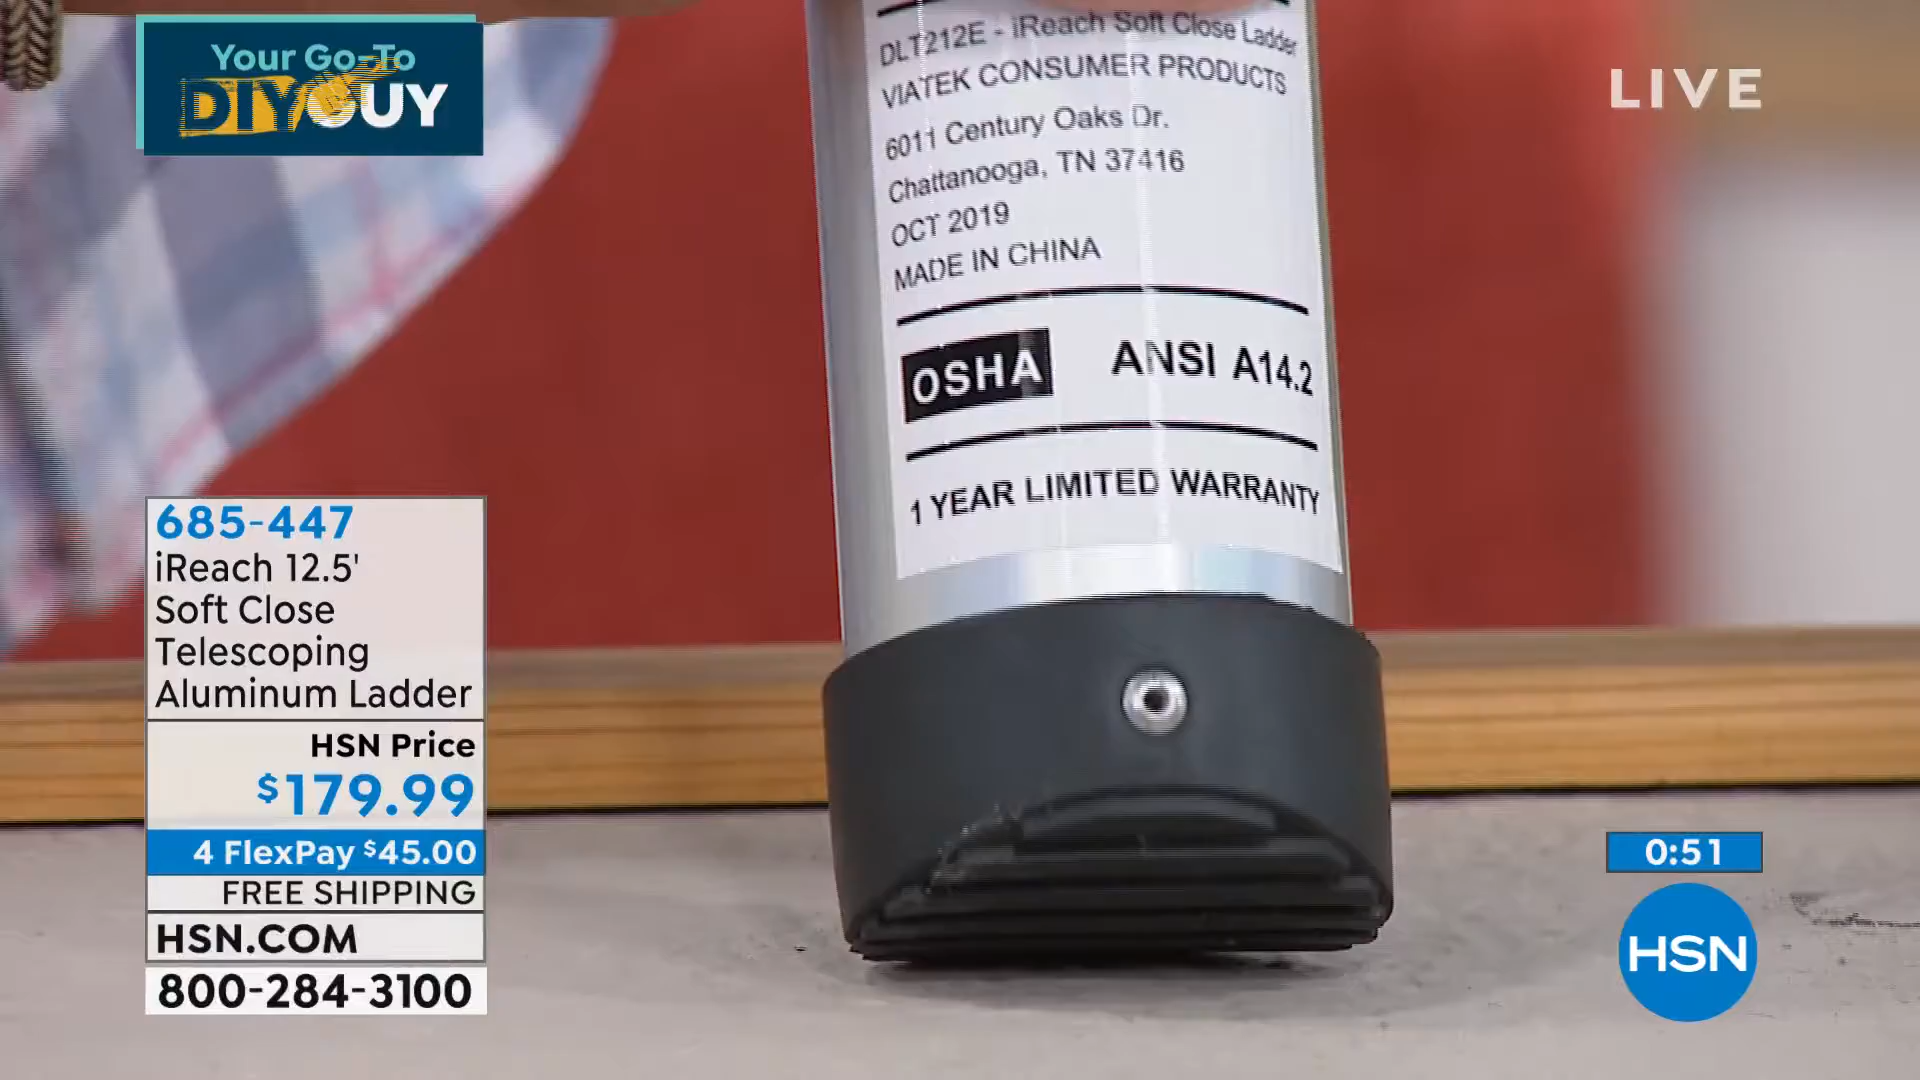 Your Go-To
DIY GUY
LIVE
DLT212E - iReach Soft Close Ladder
VIATEK CONSUMER PRODUCTS
6011 Century Oaks Dr.
Chattanooga, TN 37416
OCT 2019
MADE IN CHINA
OSHA ANSI A14.2
1 YEAR LIMITED WARRANTY
685-447
iReach 12.5'
Soft Close
Telescoping
Aluminum Ladder
HSN Price
$179.99
4 FlexPay $45.00
FREE SHIPPING
HSN.COM
800-284-3100
0:51
HSN